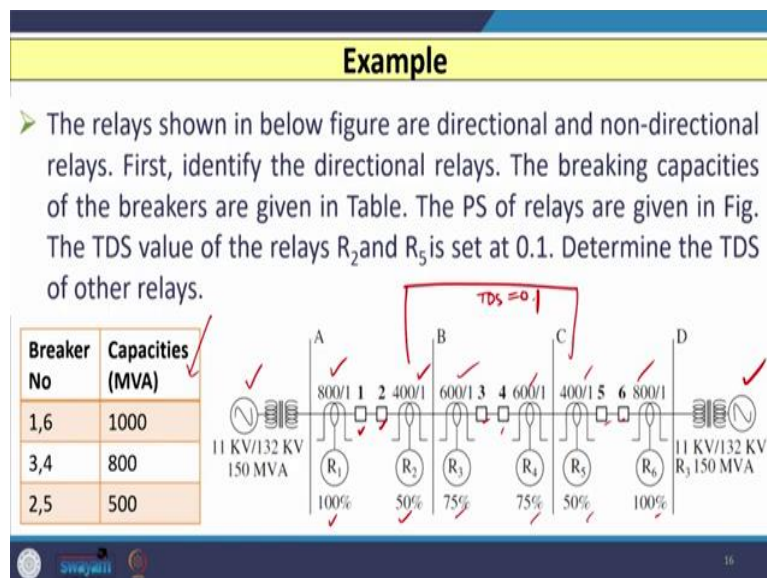 Example
➤ The relays shown in below figure are directional and non-directional
relays. First, identify the directional relays. The breaking capacities
of the breakers are given in Table. The PS of relays are given in Fig.
The TDS value of the relays R2and R5 is set at 0.1. Determine the TDS
of other relays.
TDS =0.1
Breaker No Capacities (MVA)
1,6 1000
3,4 800
2,5 500
A B C D
800/1 1 2 400/1 600/1 3 4 600/1 400/1 5 6 800/1
11 KV/132 KV 11 KV/132 KV
150 MVA R1 R2 R3 R4 R5 R6 R3 150 MVA
100% 50% 75% 75% 50% 100%
swayam 16